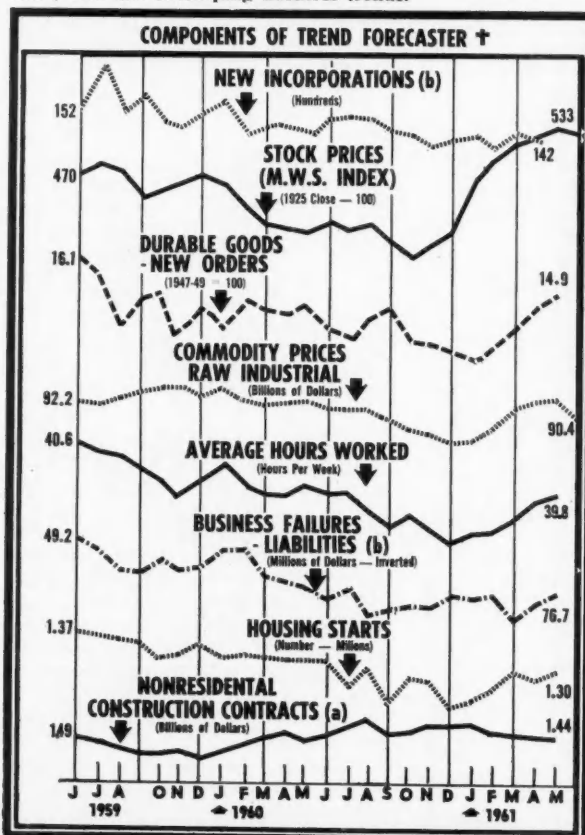 COMPONENTS OF TREND FORECASTER †
NEW INCORPORATIONS (b)
(Hundreds)
152
533
142
STOCK PRICES
(M.W.S. INDEX)
(1925 Close — 100)
470
DURABLE GOODS
- NEW ORDERS
(1947-49 = 100)
16.1
14.9
COMMODITY PRICES
RAW INDUSTRIAL
(Billions of Dollars)
92.2
90.4
40.6
AVERAGE HOURS WORKED
(Hours Per Week)
39.8
BUSINESS FAILURES
- LIABILITIES (b)
(Millions of Dollars — Inverted)
49.2
76.7
1.37
HOUSING STARTS
(Number — Millions)
1.30
NONRESIDENTAL
CONSTRUCTION CONTRACTS (a)
(Billions of Dollars)
1.49
1.44
J J A O N D J F M A M J J A S O N D J F M A M
1959 1960 1961